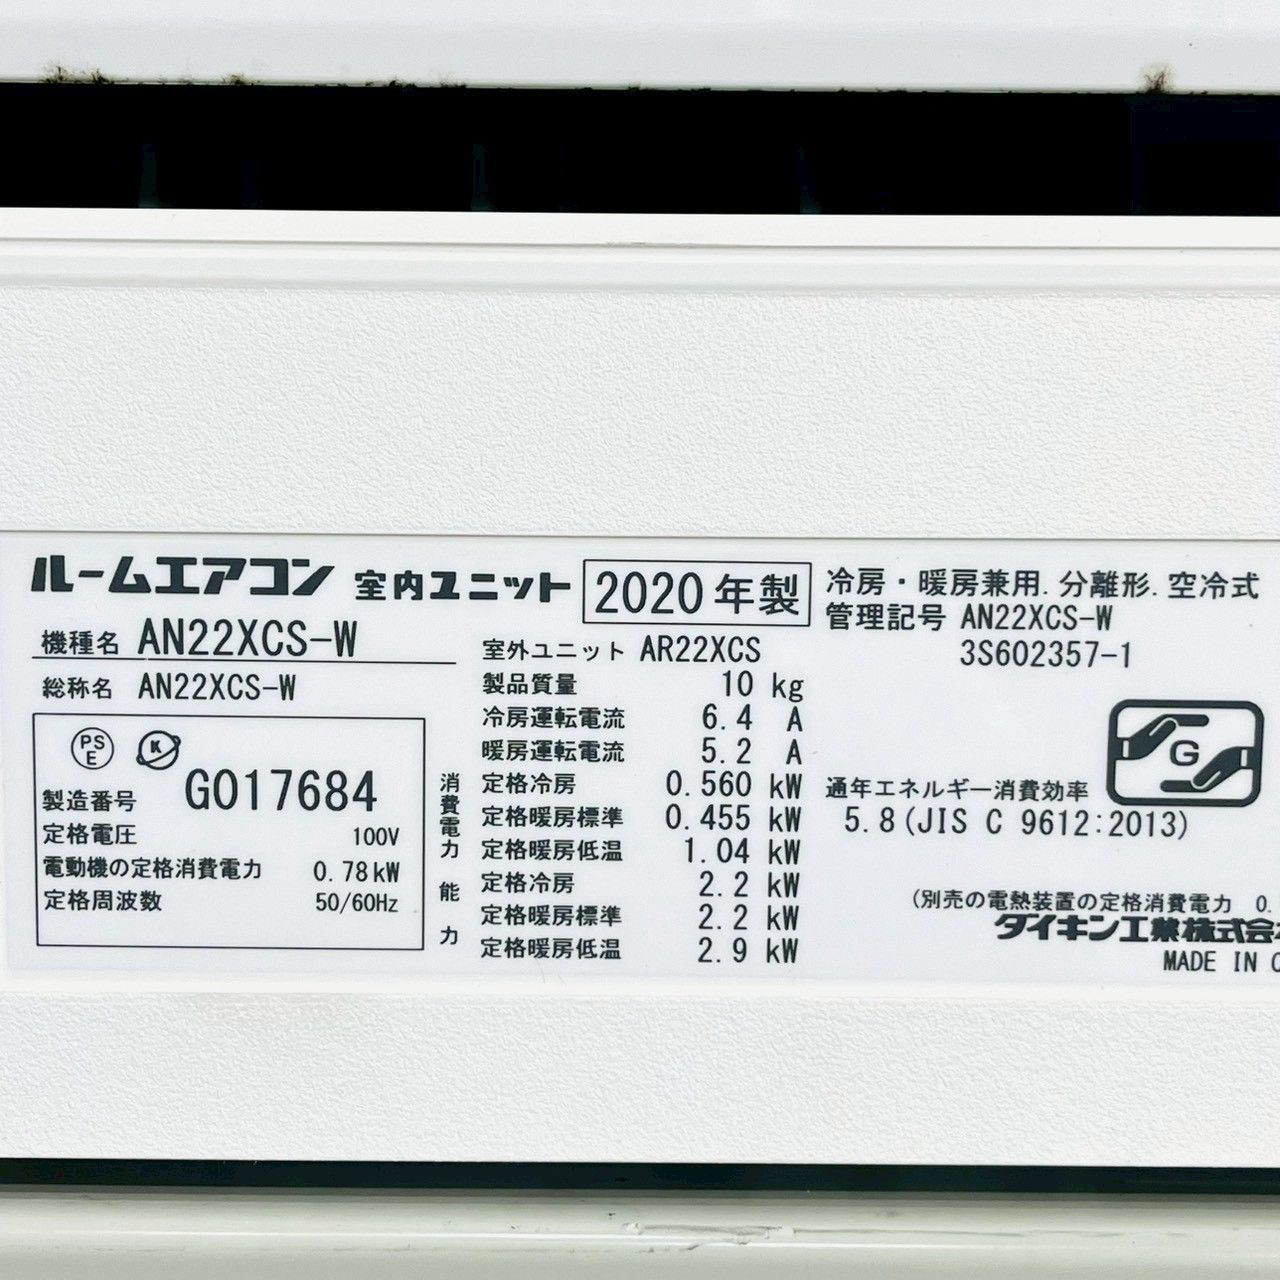 ルームエアコン 室内ユニット 2020年製
機種名 AN22XCS-W
総称名 AN22XCS-W
PS
E
K
製造番号 G017684
定格電圧 100V
電動機の定格消費電力 0.78kW
定格周波数 50/60Hz
室外ユニット AR22XCS
製品質量 10 kg
冷房運転電流 6.4 A
暖房運転電流 5.2 A
消費電力
定格冷房 0.560 kW
定格暖房標準 0.455 kW
定格暖房低温 1.04 kW
能力
定格冷房 2.2 kW
定格暖房標準 2.2 kW
定格暖房低温 2.9 kW
冷房・暖房兼用.分離形.空冷式
管理記号 AN22XCS-W
3S602357-1
G
通年エネルギー消費効率
5.8(JIS C 9612:2013)
(別売の電熱装置の定格消費電力 0.
ダイキン工業株式会
MADE IN